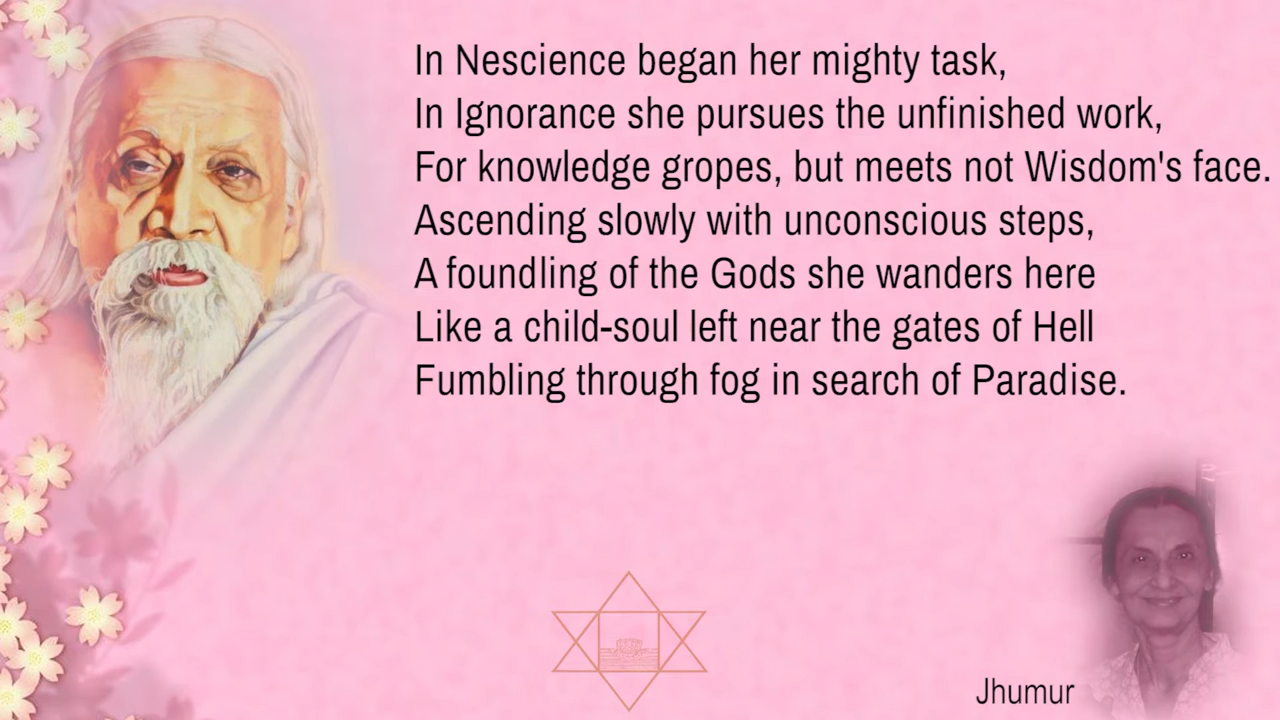 In Nescience began her mighty task,
In Ignorance she pursues the unfinished work,
For knowledge gropes, but meets not Wisdom's face.
Ascending slowly with unconscious steps,
A foundling of the Gods she wanders here
Like a child-soul left near the gates of Hell
Fumbling through fog in search of Paradise.
Jhumur